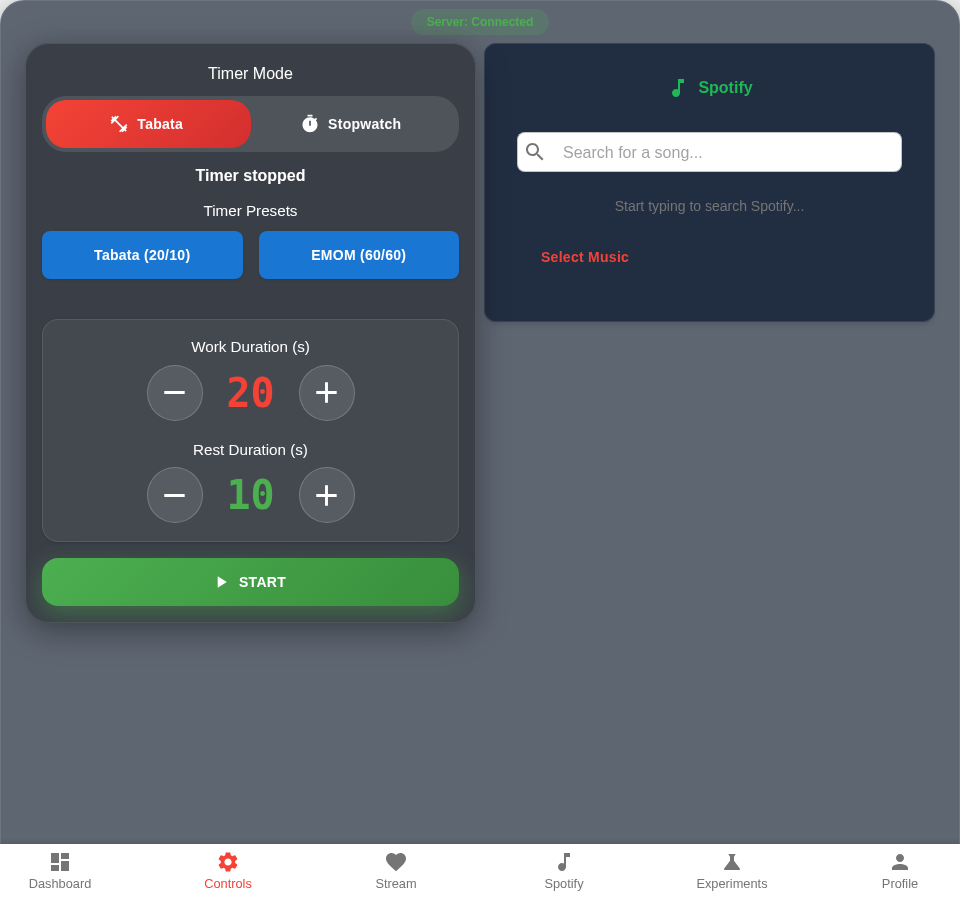 Server: Connected
Timer Mode
Tabata
Stopwatch
Timer stopped
Timer Presets
Tabata (20/10)
EMOM (60/60)
Work Duration (s)
20
Rest Duration (s)
10
START
Spotify
Search for a song...
Start typing to search Spotify...
Select Music
Dashboard
Controls
Stream
Spotify
Experiments
Profile